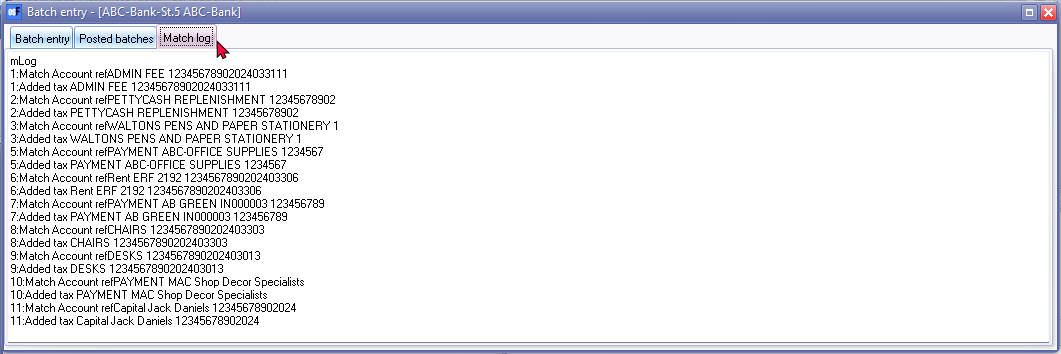 Batch entry - [ABC-Bank-St.5 ABC-Bank]
Batch entry Posted batches Match log
mLog
1:Match Account refADMIN FEE 12345678902024033111
1:Added tax ADMIN FEE 12345678902024033111
2:Match Account refPETTYCASH REPLENISHMENT 12345678902
2:Added tax PETTYCASH REPLENISHMENT 12345678902
3:Match Account refWALTONS PENS AND PAPER STATIONERY 1
3:Added tax WALTONS PENS AND PAPER STATIONERY 1
5:Match Account refPAYMENT ABC-OFFICE SUPPLIES 1234567
5:Added tax PAYMENT ABC-OFFICE SUPPLIES 1234567
6:Match Account refRent ERF 2192 1234567890202403306
6:Added tax Rent ERF 2192 1234567890202403306
7:Match Account refPAYMENT AB GREEN IN000003 123456789
7:Added tax PAYMENT AB GREEN IN000003 123456789
8:Match Account refCHAIRS 1234567890202403303
8:Added tax CHAIRS 1234567890202403303
9:Match Account refDESKS 1234567890202403013
9:Added tax DESKS 1234567890202403013
10:Match Account refPAYMENT MAC Shop Decor Specialists
10:Added tax PAYMENT MAC Shop Decor Specialists
11:Match Account refCapital Jack Daniels 12345678902024
11:Added tax Capital Jack Daniels 12345678902024